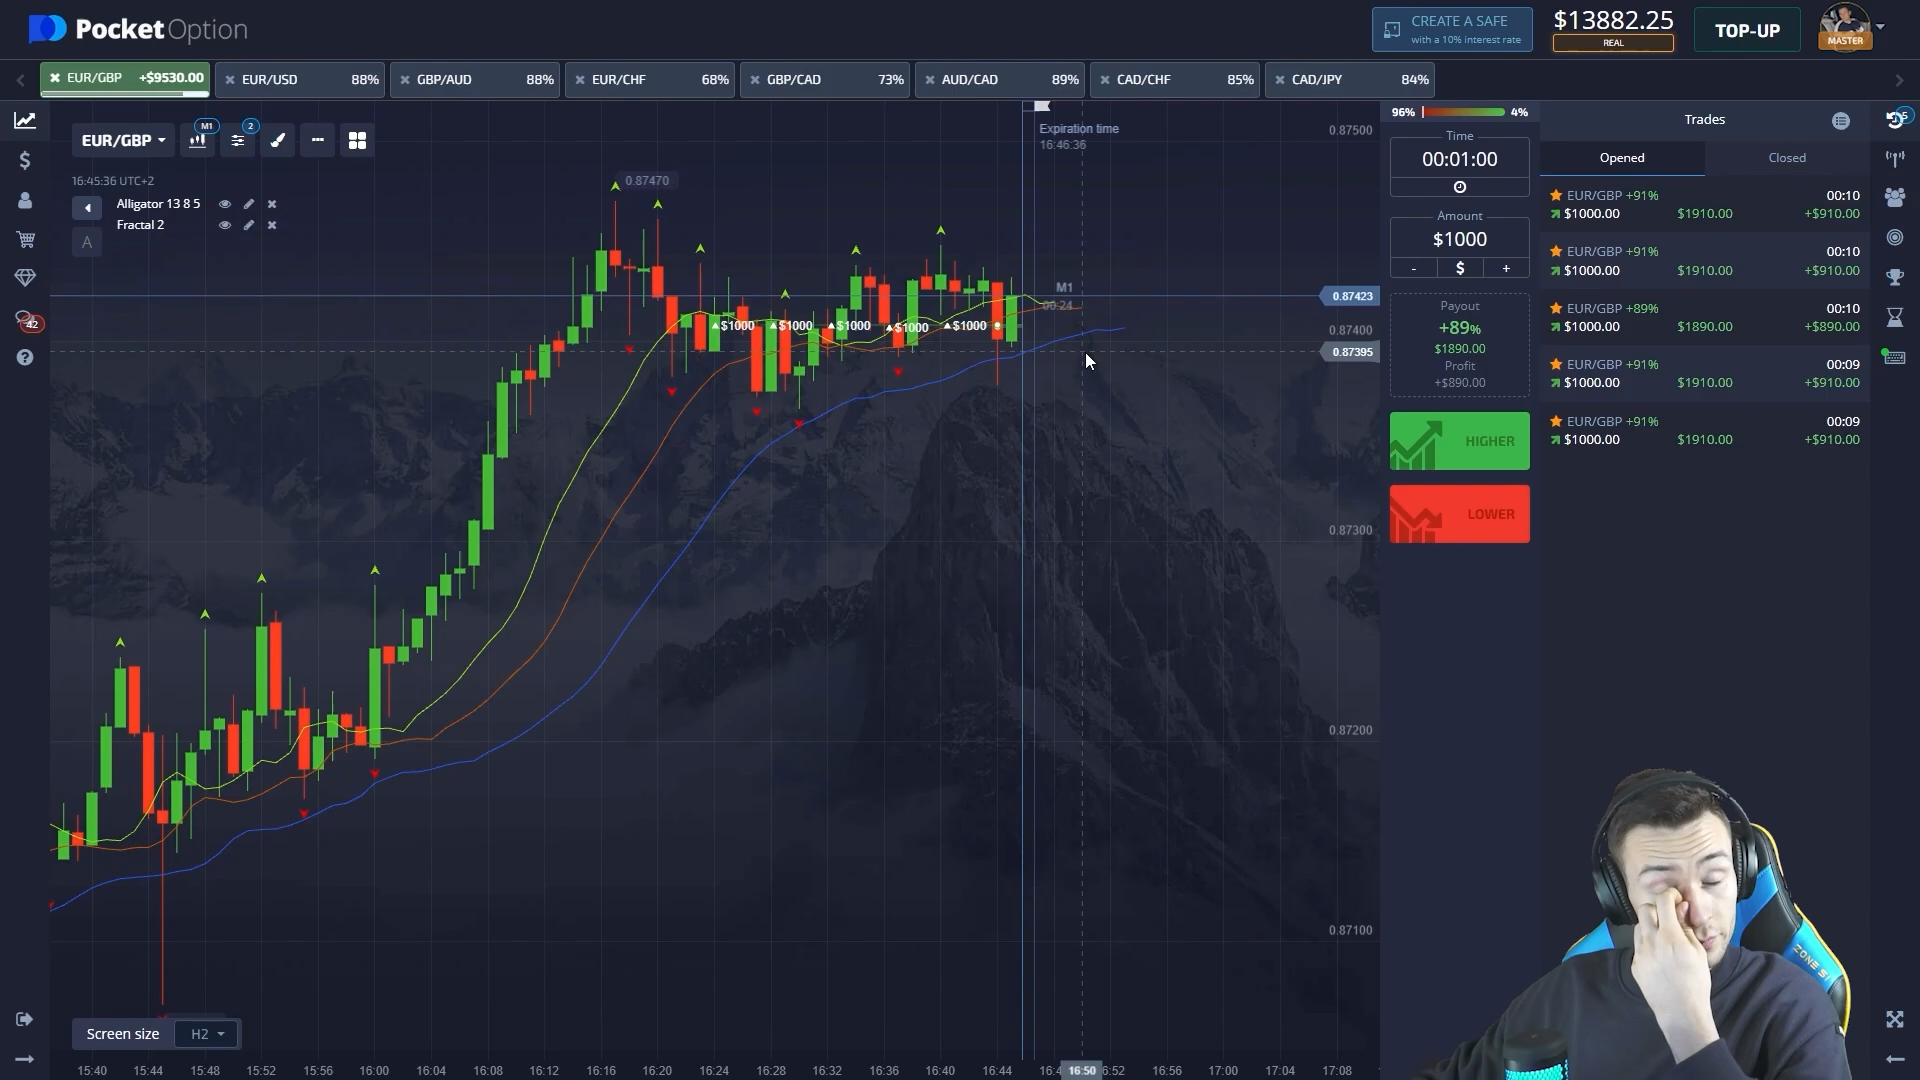 PocketOption
CREATE A SAFE
with a 10% interest rate
$13882.25
REAL
TOP-UP
MASTER
EUR/GBP +$9530.00
EUR/USD 88%
GBP/AUD 88%
EUR/CHF 68%
GBP/CAD 73%
AUD/CAD 89%
CAD/CHF 85%
CAD/JPY 84%
EUR/GBP
M1
2
16:45:36 UTC+2
Alligator 13 8 5
Fractal 2
A
42
0.87470
Expiration time
16:46:36
M1
00:24
$1000
$1000
$1000
$1000
$1000
0.87500
0.87423
0.87400
0.87395
0.87300
0.87200
0.87100
96%
4%
Time
00:01:00
Amount
$1000
- $ +
Payout
+89%
$1890.00
Profit
+$890.00
HIGHER
LOWER
Trades
Opened
Closed
EUR/GBP +91% 00:10
$1000.00 $1910.00 +$910.00
EUR/GBP +91% 00:10
$1000.00 $1910.00 +$910.00
EUR/GBP +89% 00:10
$1000.00 $1890.00 +$890.00
EUR/GBP +91% 00:09
$1000.00 $1910.00 +$910.00
EUR/GBP +91% 00:09
$1000.00 $1910.00 +$910.00
5
ZONE 51
Screen size H2
15:40 15:44 15:48 15:52 15:56 16:00 16:04 16:08 16:12 16:16 16:20 16:24 16:28 16:32 16:36 16:40 16:44 16:4 16:50 6:52 16:56 17:00 17:04 17:08